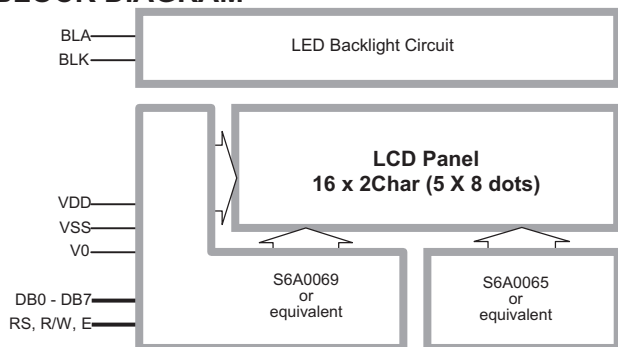 BLOCK DIAGRAM
BLA
BLK
LED Backlight Circuit
LCD Panel
16 x 2Char (5 X 8 dots)
VDD
VSS
V0
DB0 - DB7
RS, R/W, E
S6A0069
or
equivalent
S6A0065
or
equivalent